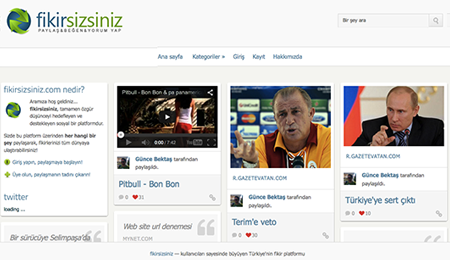 fikirsizsiniz
PAYLAŞ&BEĞEN&YORUM YAP
Bir şey ara
Ana sayfa
Kategoriler »
Giriş
Kayıt
Hakkımızda
fikirsizsiniz.com nedir?
Aramıza hoş geldiniz...
fikirsizsiniz, tamamen özgür
düşünceyi hedefleyen ve
destekleyen sosyal bir platformdur.
Sizde bu platform üzerinden her hangi bir
şey paylaşarak, fikirlerinizi tüm dünyaya
ulaştırabilirsiniz!
Giriş yapın, paylaşmaya başlayın!
Üye olun, paylaşmanın tadını çıkarın!
twitter
loading ...
Bir sürücüye Selimpaşa'da
Pitbull - Bon Bon & pa panamer
0:00 / 17:42
Günce Bektaş tarafından
paylaşıldı.
Pitbull - Bon Bon
0 31
Web site url denemesi
MYNET.COM
R.GAZETEVATAN.COM
Günce Bektaş tarafından
paylaşıldı.
Terim'e veto
0 30
R.GAZETEVATAN.COM
Günce Bektaş tarafından
paylaşıldı.
Türkiye'ye sert çıktı
0 10
fikirsizsiniz — kullanıcıları sayesinde büyüyen Türkiye'nin fikir platformu